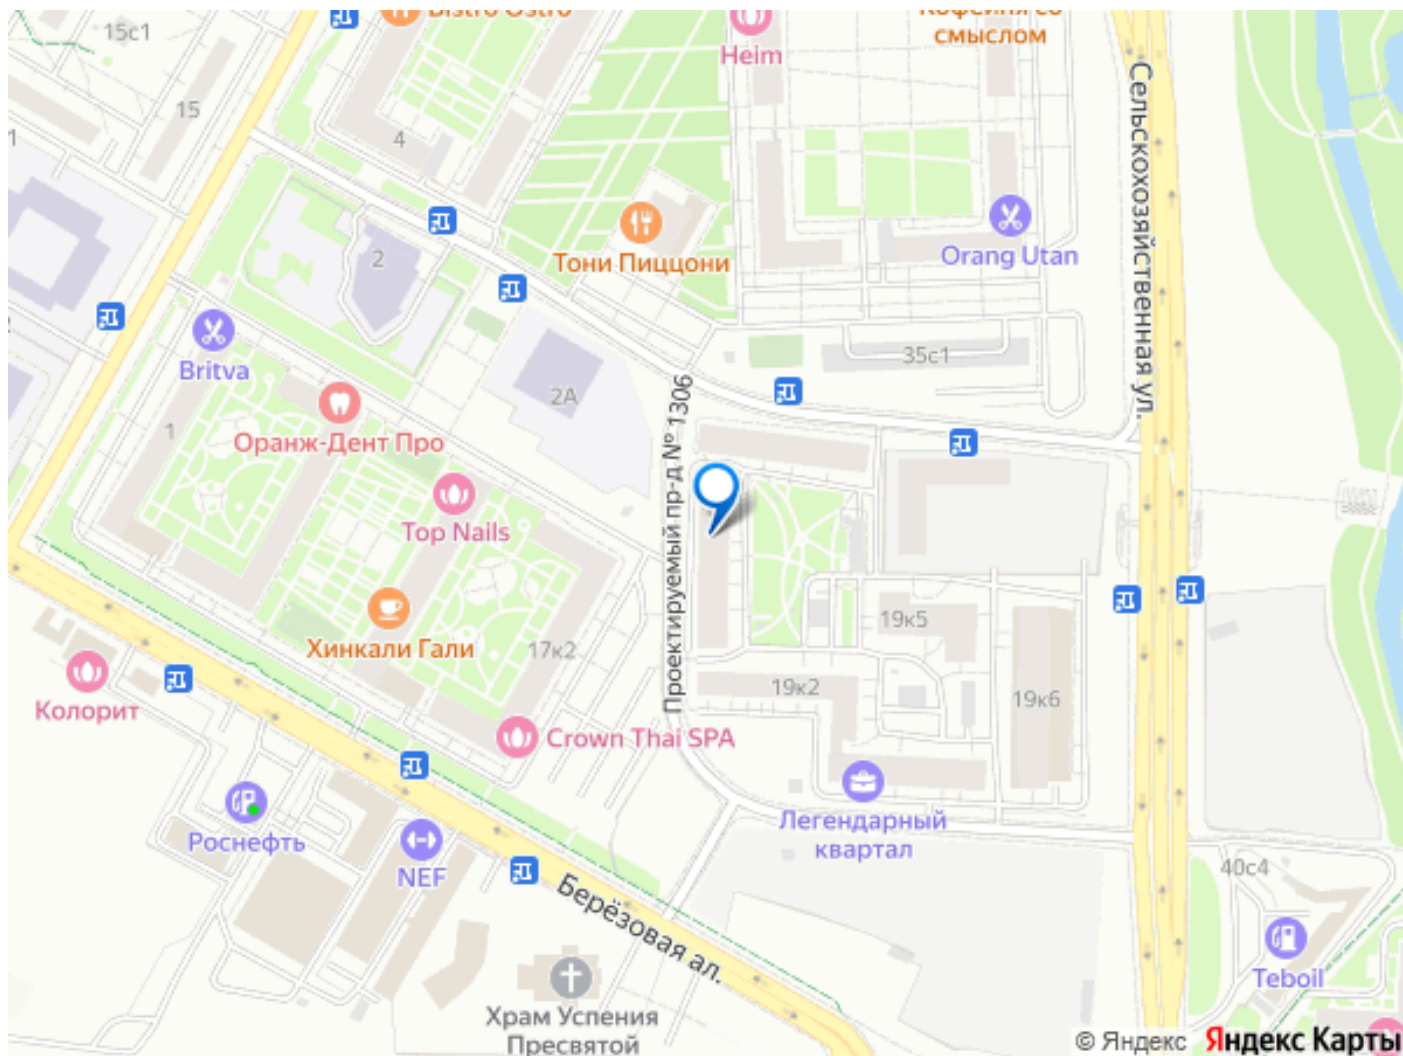 15с1
Bistro Ostro
Кофейня со
смыслом
Heim
15
4
Сельскохозяйственная ул.
Тони Пиццони
Orang Utan
2
Britva
35с1
2А
1
Оранж-Дент Про
Проектируемый пр-д № 1306
Top Nails
Хинкали Гали
17к2
19к5
19к2
19к6
Колорит
Crown Thai SPA
Роснефть
Легендарный
квартал
NEF
40с4
Берёзовая ал.
Teboil
Храм Успения
Пресвятой
© Яндекс Яндекс Карты